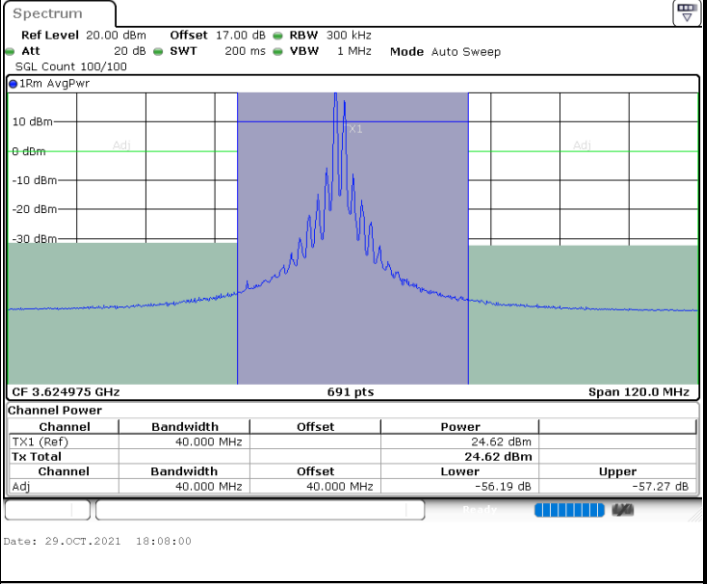 Spectrum
Ref Level 20.00 dBm Offset 17.00 dB RBW 300 kHz
Att 20 dB SWT 200 ms VBW 1 MHz Mode Auto Sweep
SGL Count 100/100
1Rm AvgPwr
10 dBm
X1
Adj Adj
0 dBm
-10 dBm
-20 dBm
-30 dBm
CF 3.624975 GHz 691 pts Span 120.0 MHz
Channel Power
Channel Bandwidth Offset Power
TX1 (Ref) 40.000 MHz 24.62 dBm
Tx Total 24.62 dBm
Channel Bandwidth Offset Lower Upper
Adj 40.000 MHz 40.000 MHz -56.19 dB -57.27 dB
Ready
Date: 29.OCT.2021 18:08:00